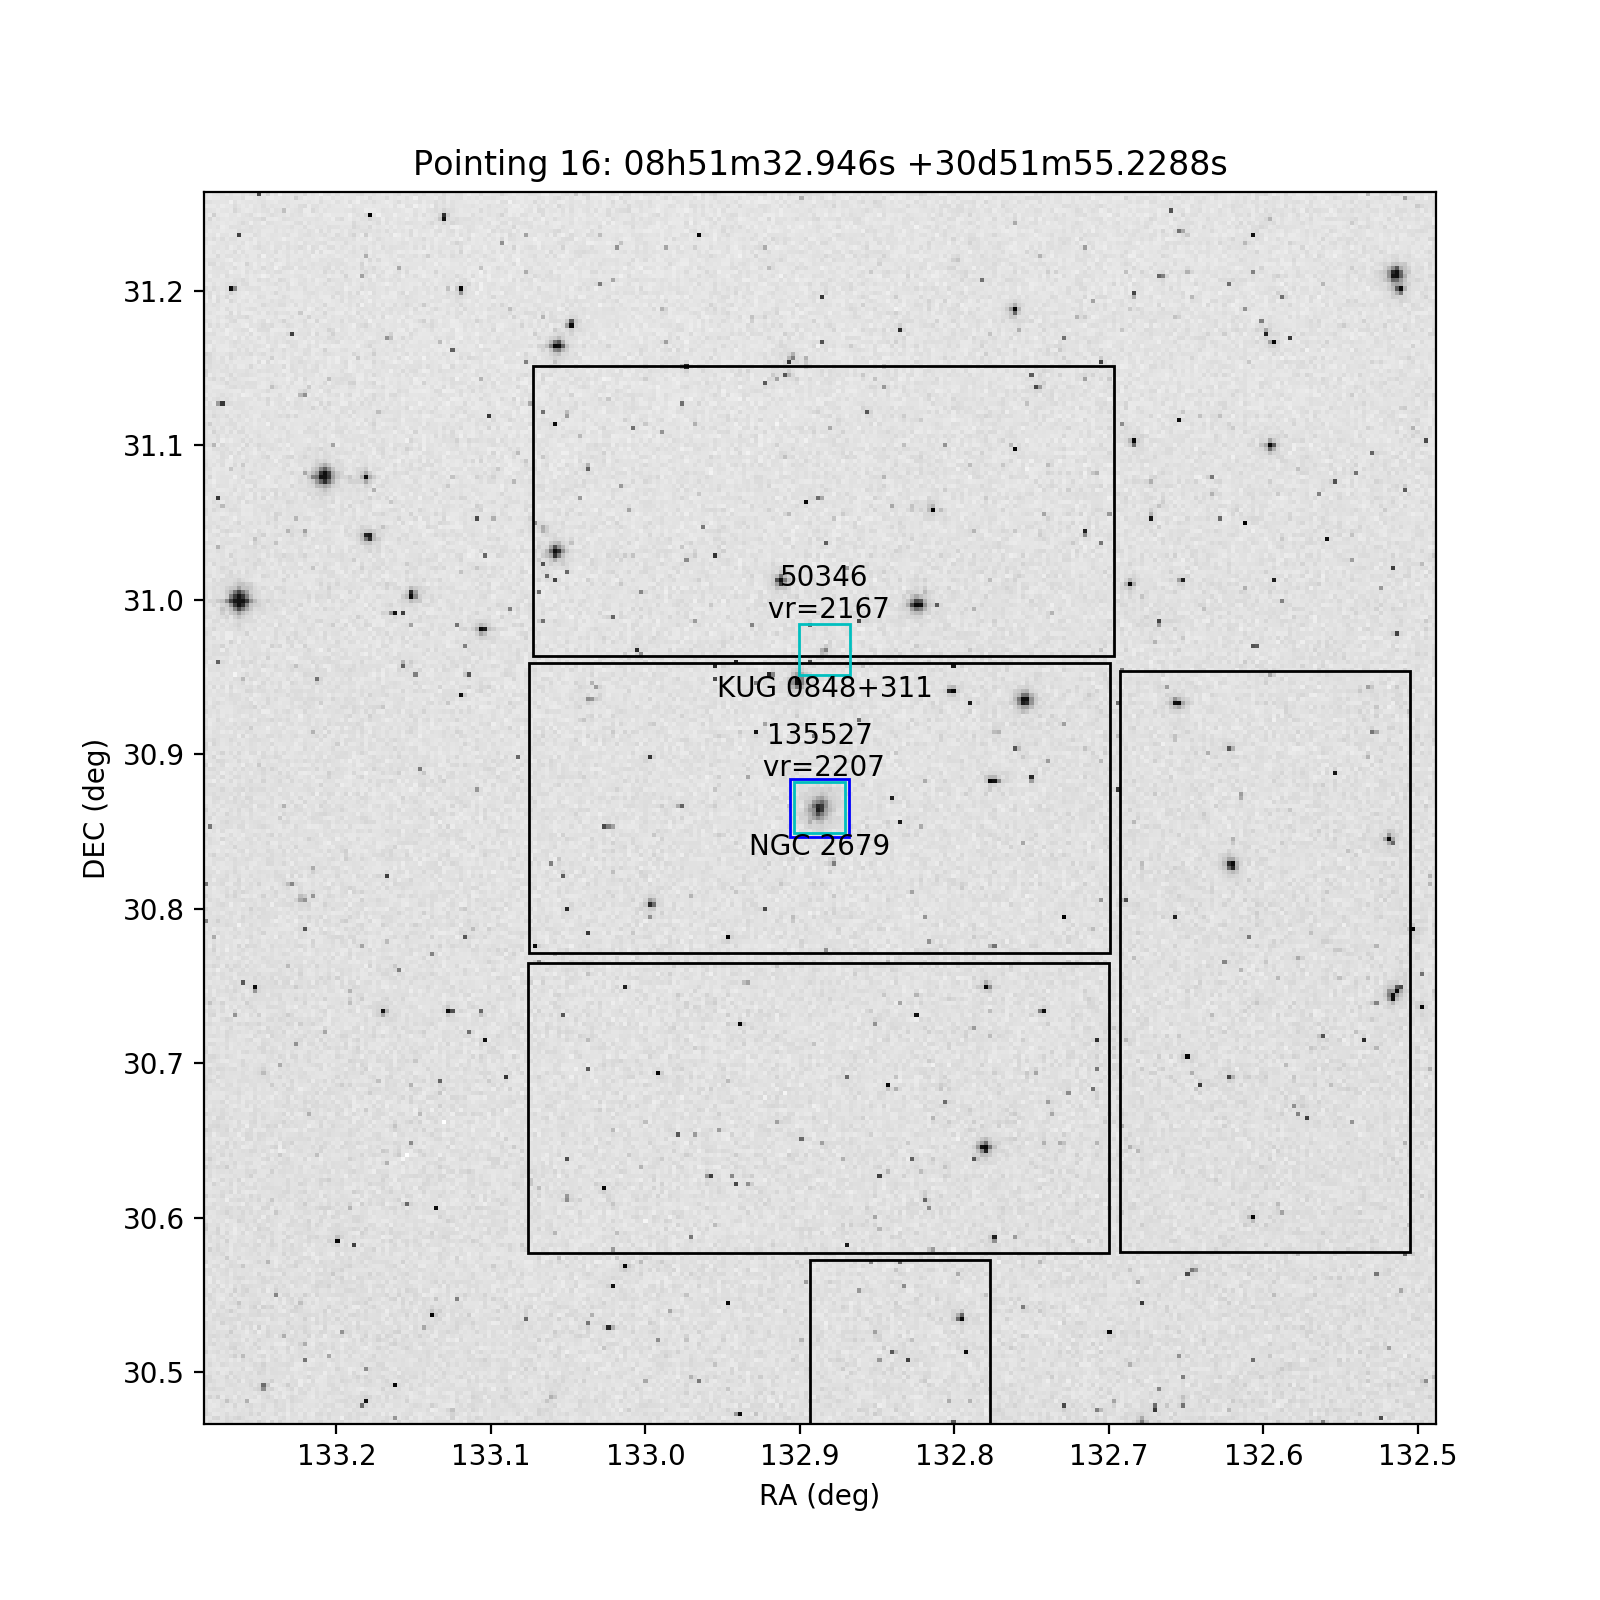 Pointing 16: 08h51m32.946s +30d51m55.2288s
31.2
31.1
31.0
30.9
30.8
30.7
30.6
30.5
DEC (deg)
50346
vr=2167
KUG 0848+311
135527
vr=2207
NGC 2679
133.2 133.1 133.0 132.9 132.8 132.7 132.6 132.5
RA (deg)